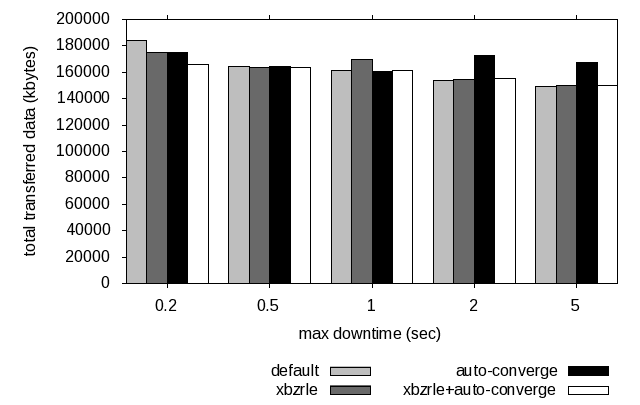 200000
180000
160000
140000
120000
100000
80000
60000
40000
20000
0
total transferred data (kbytes)
0.2 0.5 1 2 5
max downtime (sec)
default auto-converge
xbzrle xbzrle+auto-converge